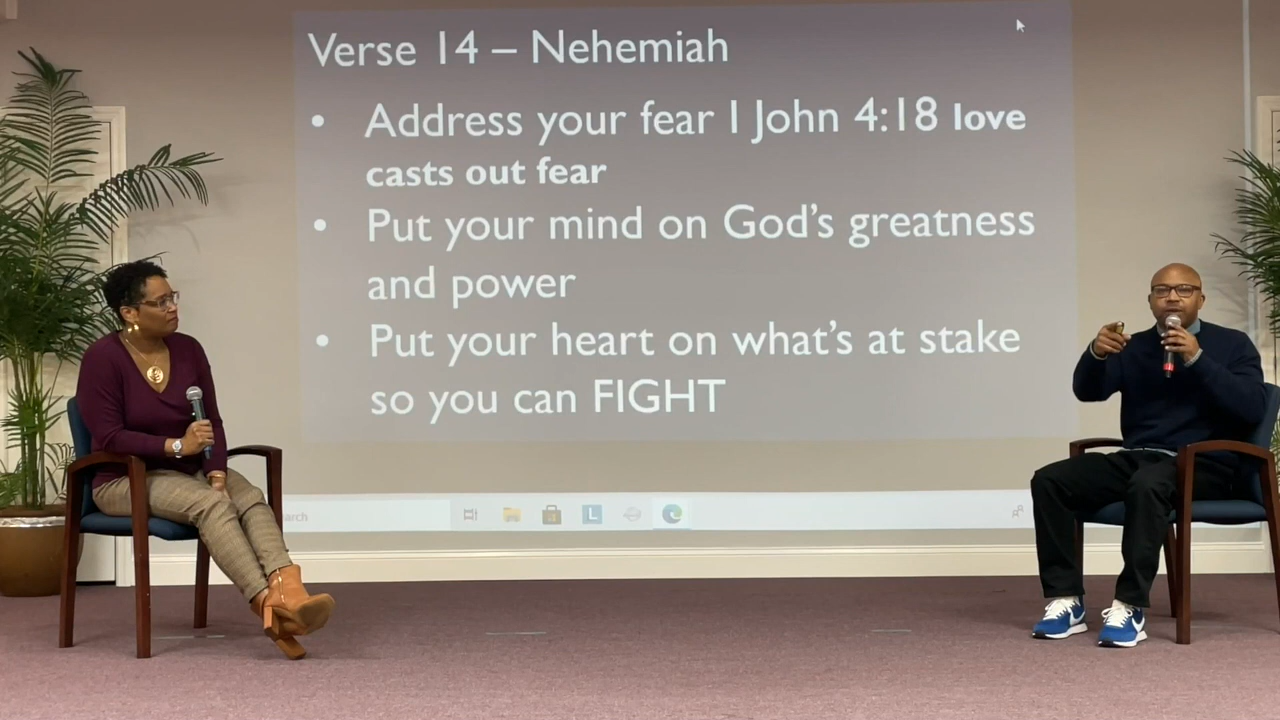 Verse 14 – Nehemiah
• Address your fear I John 4:18 love
casts out fear
• Put your mind on God's greatness
and power
• Put your heart on what's at stake
so you can FIGHT
earch
L